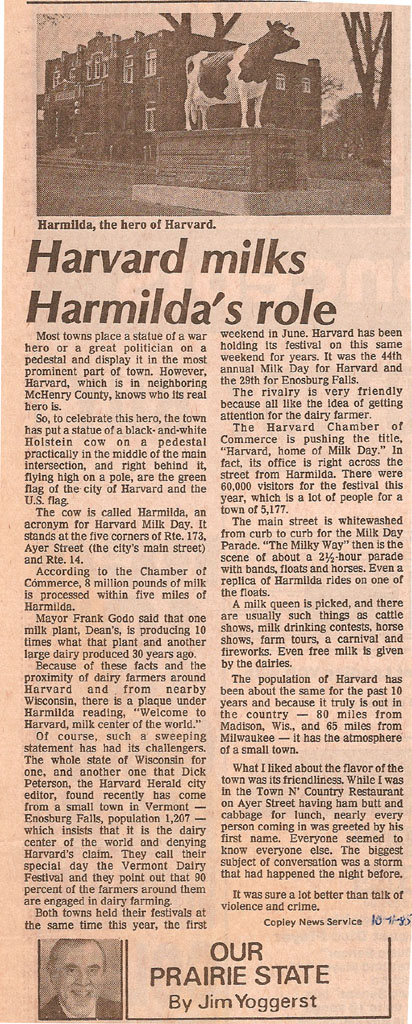 Harmilda, the hero of Harvard.
Harvard milks
Harmilda's role
Most towns place a statue of a war
hero or a great politician on a
pedestal and display it in the most
prominent part of town. However,
Harvard, which is in neighboring
McHenry County, knows who its real
hero is.
So, to celebrate this hero, the town
has put a statue of a black-and-white
Holstein cow on a pedestal
practically in the middle of the main
intersection, and right behind it,
flying high on a pole, are the green
flag of the city of Harvard and the
U.S. flag.
The cow is called Harmilda, an
acronym for Harvard Milk Day. It
stands at the five corners of Rte. 173,
Ayer Street (the city's main street)
and Rte. 14.
According to the Chamber of
Commerce, 8 million pounds of milk
is processed within five miles of
Harmilda.
Mayor Frank Godo said that one
milk plant, Dean's, is producing 10
times what that plant and another
large dairy produced 30 years ago.
Because of these facts and the
proximity of dairy farmers around
Harvard and from nearby
Wisconsin, there is a plaque under
Harmilda reading, "Welcome to
Harvard, milk center of the world."
Of course, such a sweeping
statement has had its challengers.
The whole state of Wisconsin for
one, and another one that Dick
Peterson, the Harvard Herald city
editor, found recently has come
from a small town in Vermont —
Enosburg Falls, population 1,207 —
which insists that it is the dairy
center of the world and denying
Harvard's claim. They call their
special day the Vermont Dairy
Festival and they point out that 90
percent of the farmers around them
are engaged in dairy farming.
Both towns held their festivals at
the same time this year, the first
weekend in June. Harvard has been
holding its festival on this same
weekend for years. It was the 44th
annual Milk Day for Harvard and
the 29th for Enosburg Falls.
The rivalry is very friendly
because all like the idea of getting
attention for the dairy farmer.
The Harvard Chamber of
Commerce is pushing the title,
"Harvard, home of Milk Day." In
fact, its office is right across the
street from Harmilda. There were
60,000 visitors for the festival this
year, which is a lot of people for a
town of 5,177.
The main street is whitewashed
from curb to curb for the Milk Day
Parade. "The Milky Way" then is the
scene of about a 2½-hour parade
with bands, floats and horses. Even a
replica of Harmilda rides on one of
the floats.
A milk queen is picked, and there
are usually such things as cattle
shows, milk drinking contests, horse
shows, farm tours, a carnival and
fireworks. Even free milk is given
by the dairies.
The population of Harvard has
been about the same for the past 10
years and because it truly is out in
the country — 80 miles from
Madison, Wis., and 65 miles from
Milwaukee — it has the atmosphere
of a small town.
What I liked about the flavor of the
town was its friendliness. While I was
in the Town N' Country Restaurant
on Ayer Street having ham butt and
cabbage for lunch, nearly every
person coming in was greeted by his
first name. Everyone seemed to
know everyone else. The biggest
subject of conversation was a storm
that had happened the night before.
It was sure a lot better than talk of
violence and crime.
Copley News Service
OUR
PRAIRIE STATE
By Jim Yoggerst